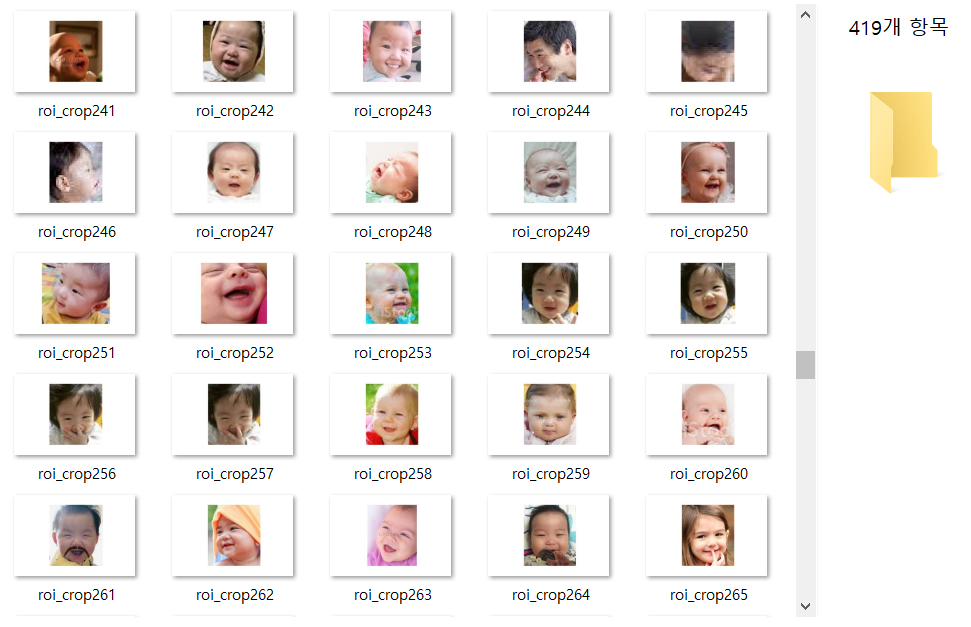 roi_crop241 roi_crop242 roi_crop243 roi_crop244 roi_crop245
roi_crop246 roi_crop247 roi_crop248 roi_crop249 roi_crop250
roi_crop251 roi_crop252 roi_crop253 roi_crop254 roi_crop255
roi_crop256 roi_crop257 roi_crop258 roi_crop259 roi_crop260
roi_crop261 roi_crop262 roi_crop263 roi_crop264 roi_crop265
419개 항목